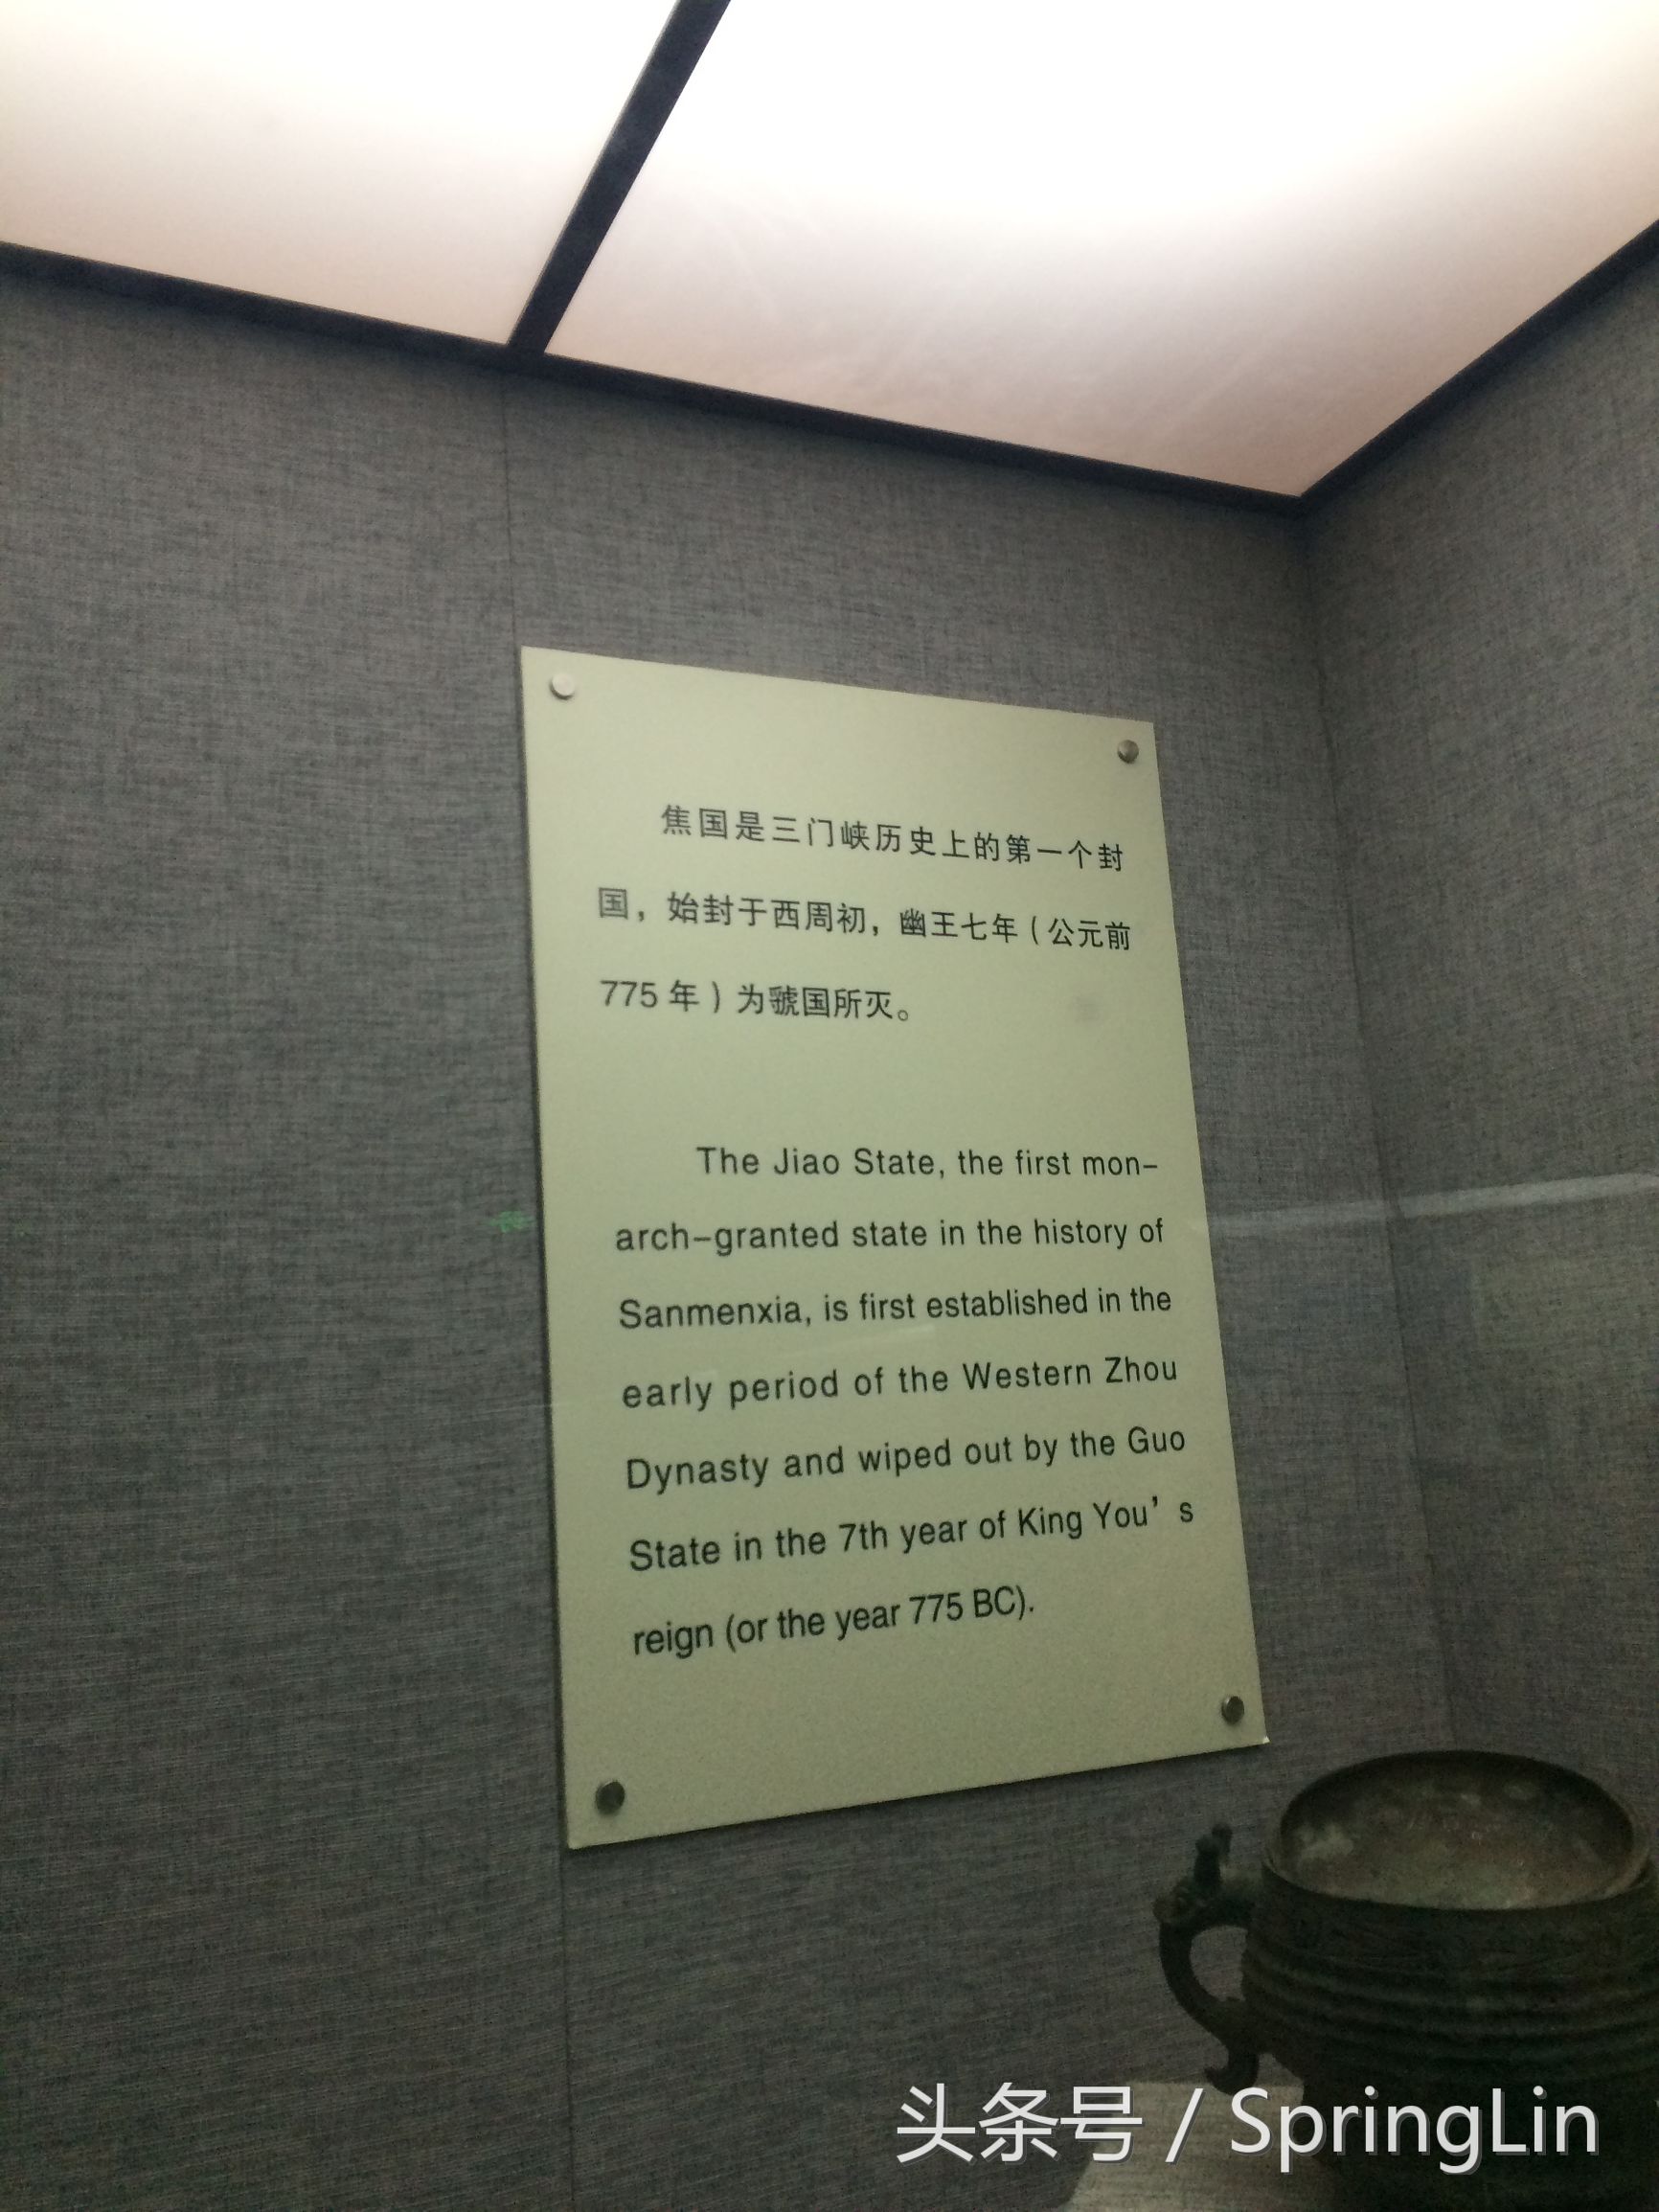 焦国是三门峡历史上的第一个封
国，始封于西周初，幽王七年（公元前
775 年）为虢国所灭。
The Jiao State, the first mon-
arch-granted state in the history of
Sanmenxia, is first established in the
early period of the Western Zhou
Dynasty and wiped out by the Guo
State in the 7th year of King You’s
reign (or the year 775 BC).
头条号 / SpringLin